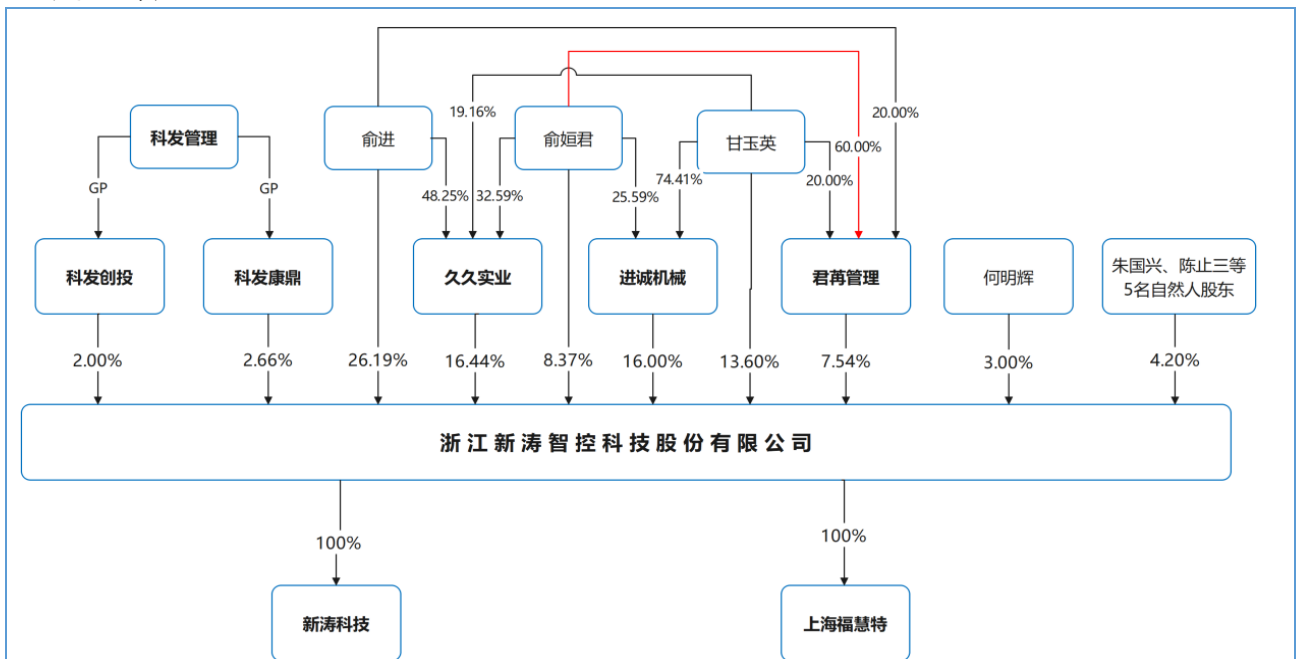 科发管理
俞进
19.16%
俞姮君
甘玉英
20.00%
60.00%
GP
GP
48.25%
32.59%
25.59%
74.41%
20.00%
科发创投
科发康鼎
久久实业
进诚机械
君苒管理
何明辉
朱国兴、陈止三等
5名自然人股东
2.00%
2.66%
26.19%
16.44%
8.37%
16.00%
13.60%
7.54%
3.00%
4.20%
浙江新涛智控科技股份有限公司
100%
100%
新涛科技
上海福慧特